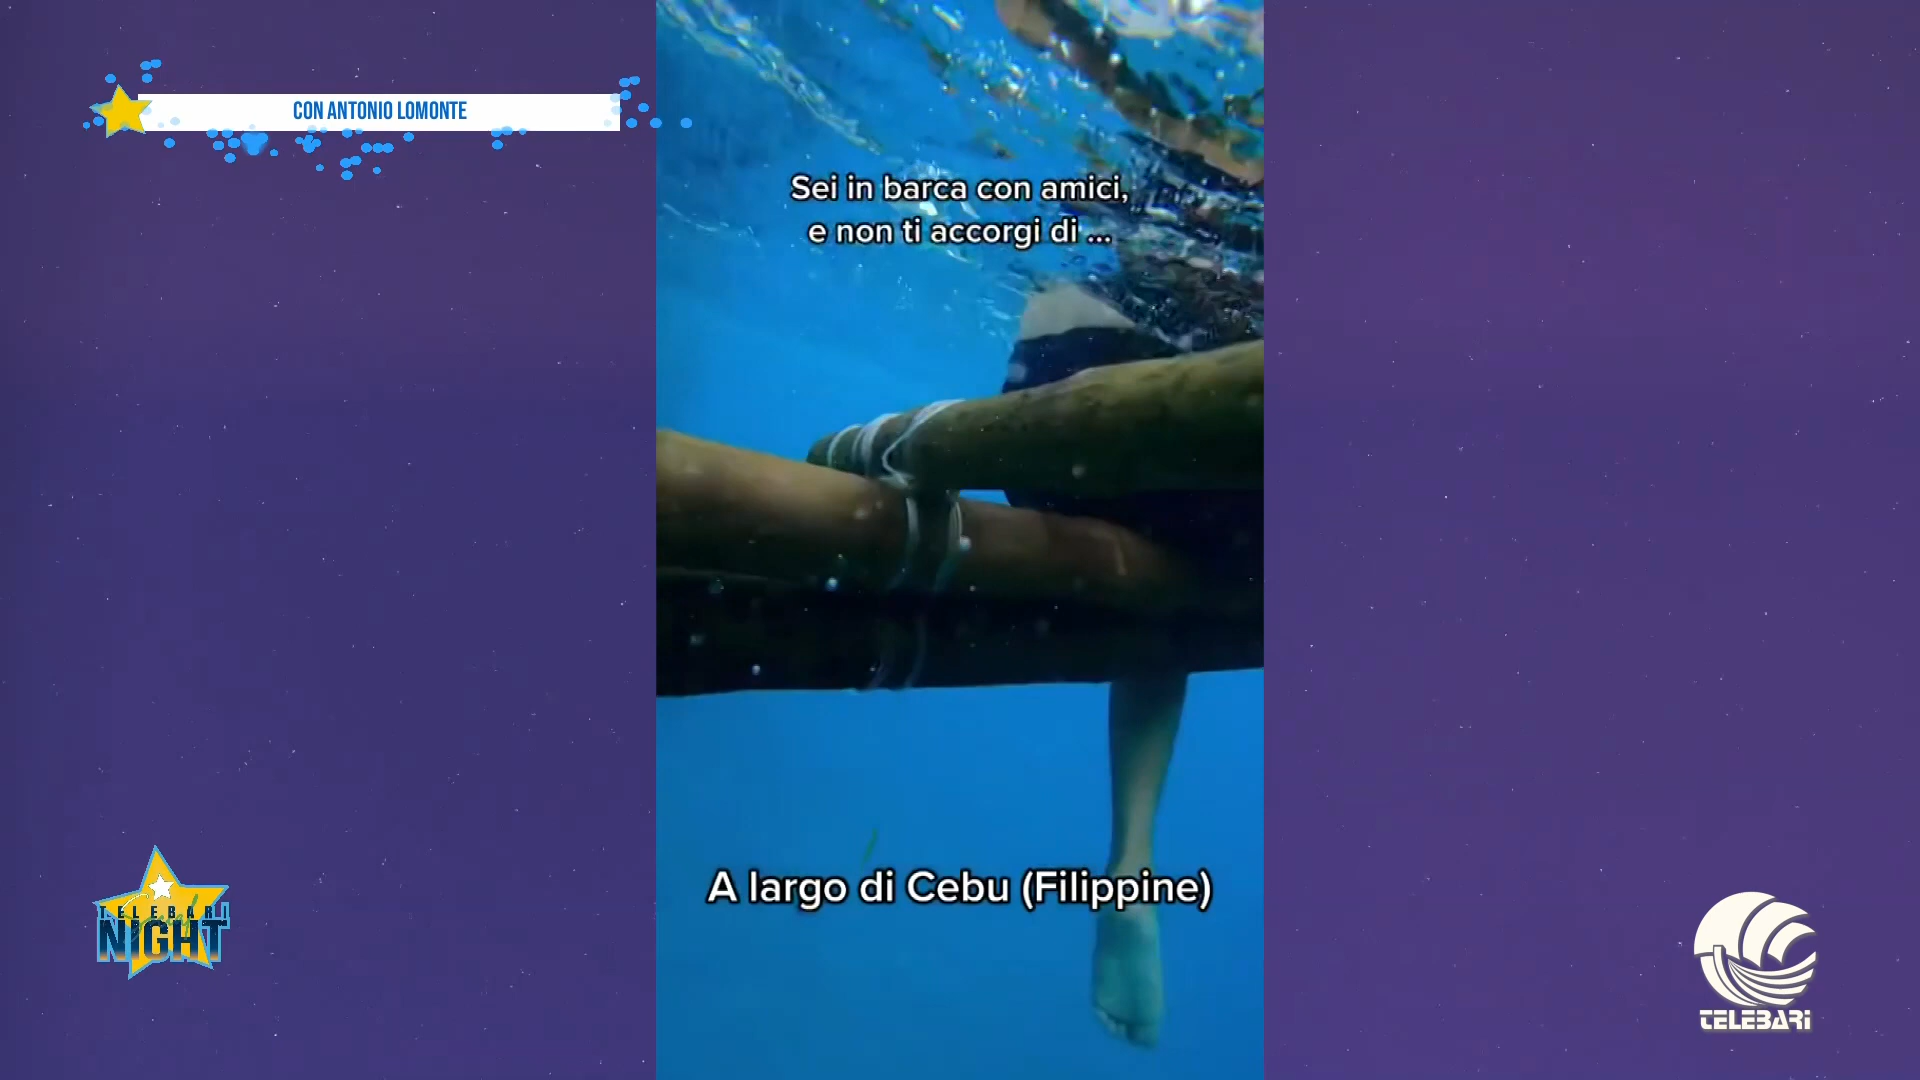 CON ANTONIO LOMONTE
Sei in barca con amici,
e non ti accorgi di ...
A largo di Cebu (Filippine)
TELEBARI
NIGHT
TELEBARI